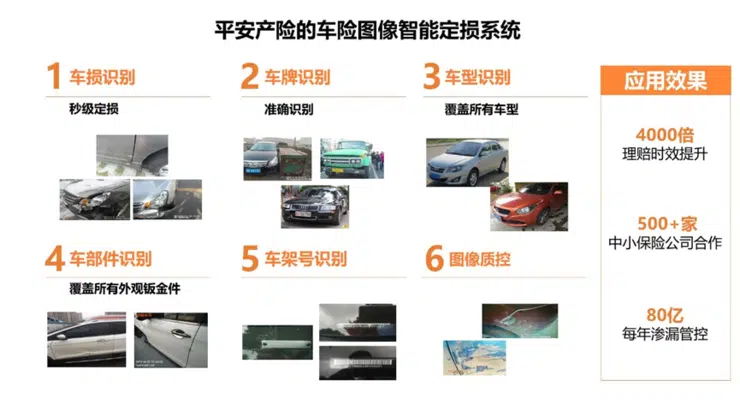 平安产险的车险图像智能定损系统
1 车损识别
秒级定损
2 车牌识别
准确识别
3 车型识别
覆盖所有车型
4 车部件识别
覆盖所有外观钣金件
5 车架号识别
6 图像质控
应用效果
4000倍
理赔时效提升
500+家
中小保险公司合作
80亿
每年渗漏管控